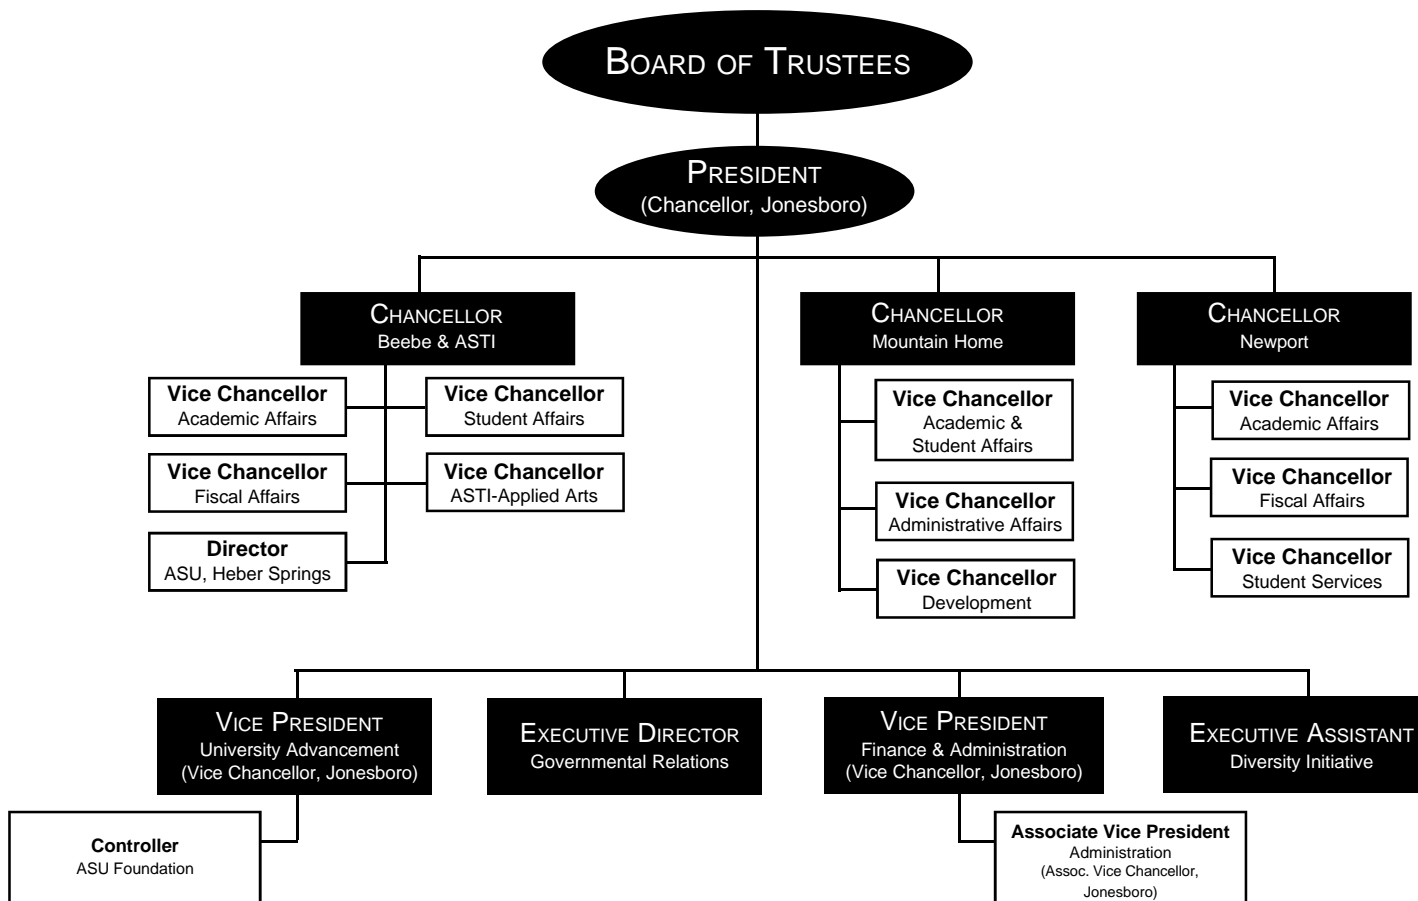 BOARD OF TRUSTEES
PRESIDENT
(Chancellor, Jonesboro)
CHANCELLOR
Beebe & ASTI
Vice Chancellor
Academic Affairs
Vice Chancellor
Student Affairs
Vice Chancellor
Fiscal Affairs
Vice Chancellor
ASTI-Applied Arts
Director
ASU, Heber Springs
CHANCELLOR
Mountain Home
Vice Chancellor
Academic &
Student Affairs
Vice Chancellor
Administrative Affairs
Vice Chancellor
Development
CHANCELLOR
Newport
Vice Chancellor
Academic Affairs
Vice Chancellor
Fiscal Affairs
Vice Chancellor
Student Services
VICE PRESIDENT
University Advancement
(Vice Chancellor, Jonesboro)
Controller
ASU Foundation
EXECUTIVE DIRECTOR
Governmental Relations
VICE PRESIDENT
Finance & Administration
(Vice Chancellor, Jonesboro)
Associate Vice President
Administration
(Assoc. Vice Chancellor,
Jonesboro)
EXECUTIVE ASSISTANT
Diversity Initiative